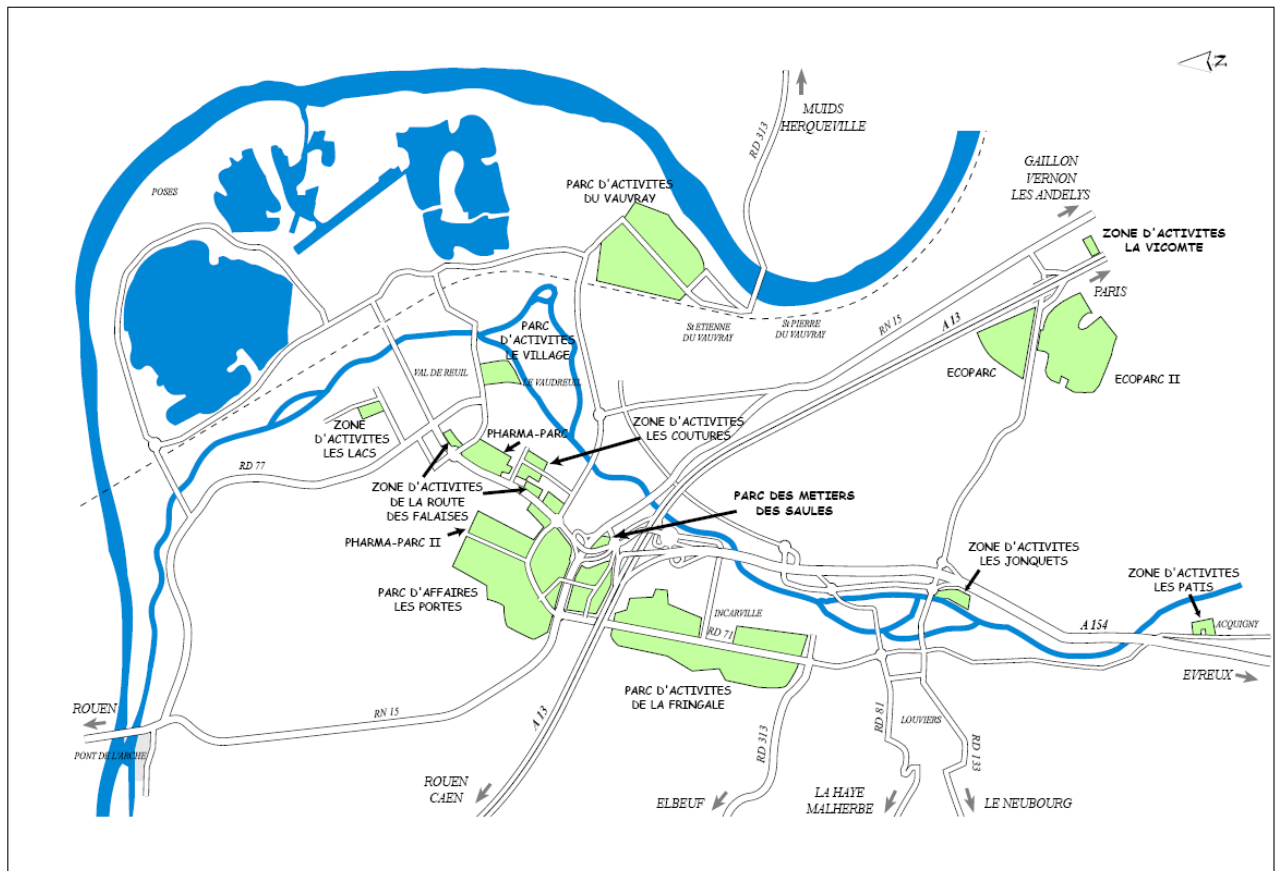 N
MUIDS
HERQUEVILLE
RD 313
GAILLON
VERNON
LES ANDELYS
POSES
PARC D'ACTIVITES
DU VAUVRAY
ZONE D'ACTIVITES
LA VICOMTE
PARIS
RN 15
A 13
St ETIENNE
DU VAUVRAY
St PIERRE
DU VAUVRAY
PARC
D'ACTIVITES
LE VILLAGE
VAL DE REUIL
LE VAUDREUIL
ECOPARC
ECOPARC II
ZONE
D'ACTIVITES
LES LACS
PHARMA-PARC
ZONE D'ACTIVITES
LES COUTURES
RD 77
ZONE D'ACTIVITES
DE LA ROUTE
DES FALAISES
PARC DES METIERS
DES SAULES
PHARMA-PARC II
ZONE D'ACTIVITES
LES JONQUETS
ZONE D'ACTIVITES
LES PATIS
PARC D'AFFAIRES
LES PORTES
INCARVILLE
RD 71
A 154
ACQUIGNY
EVREUX
PARC D'ACTIVITES
DE LA FRINGALE
ROUEN
RN 15
A 13
RD 313
RD 81
LOUVIERS
RD 133
PONT DE L'ARCHE
ROUEN
CAEN
ELBEUF
LA HAYE
MALHERBE
LE NEUBOURG